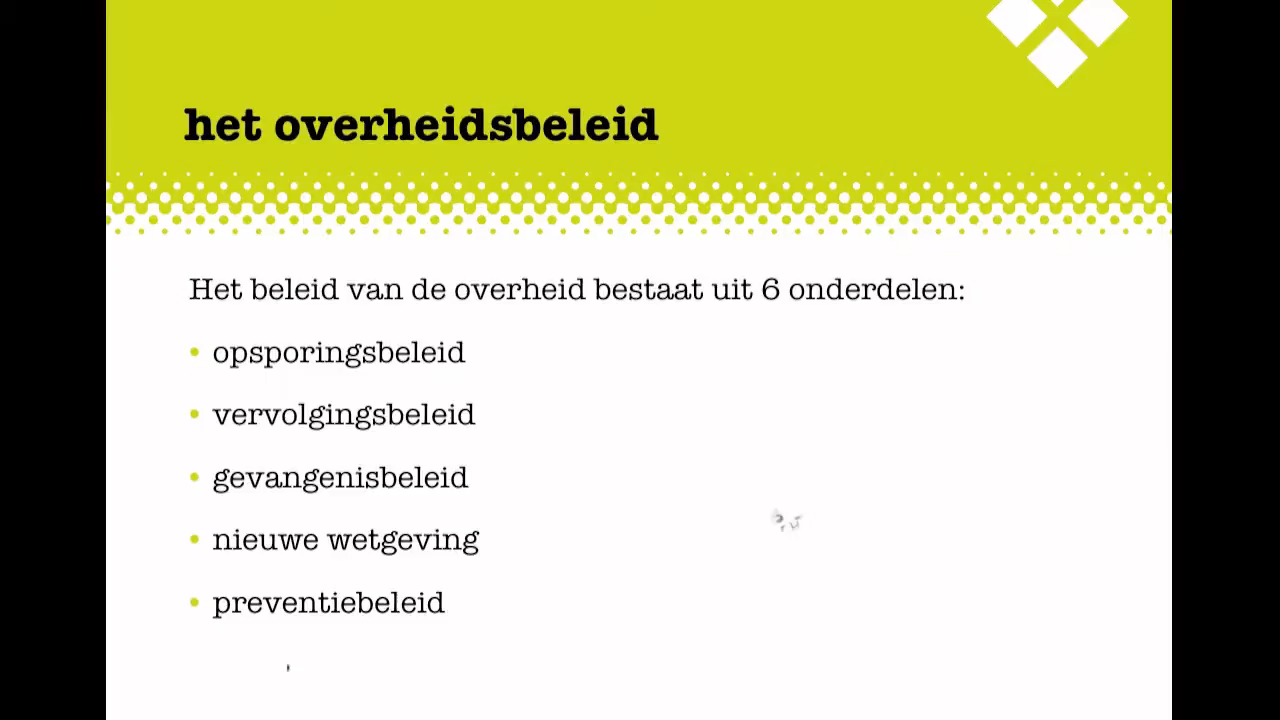 het overheidsbeleid
Het beleid van de overheid bestaat uit 6 onderdelen:
• opsporingsbeleid
• vervolgingsbeleid
• gevangenisbeleid
• nieuwe wetgeving
• preventiebeleid